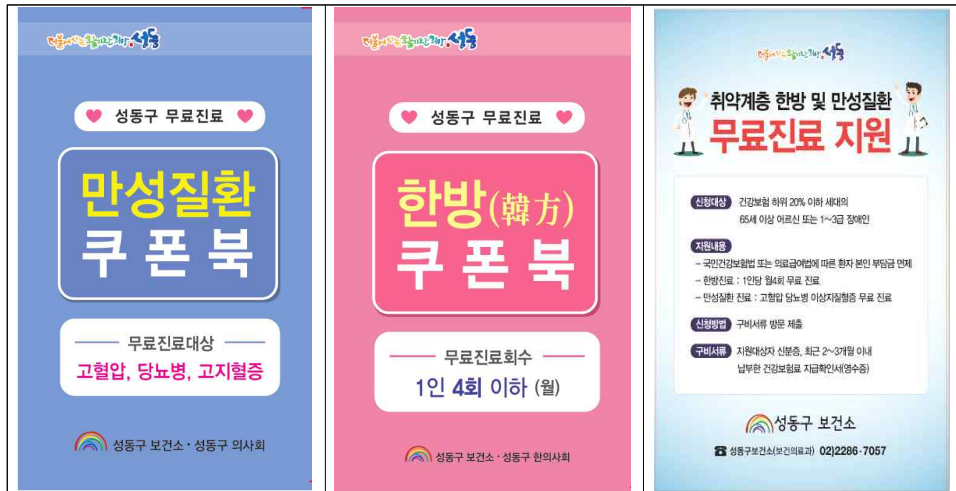 더불어사는 활기찬 희망.성동
성동구 무료진료
만성질환
쿠폰북
무료진료대상
고혈압, 당뇨병, 고지혈증
성동구 보건소 · 성동구 의사회
더불어사는 활기찬 희망.성동
성동구 무료진료
한방(韓方)
쿠폰북
무료진료회수
1인 4회 이하 (월)
성동구 보건소 · 성동구 한의사회
더불어사는 활기찬 희망.성동
취약계층 한방 및 만성질환
무료진료 지원
신청대상 건강보험 하위 20% 이하 세대의
65세 이상 어르신 또는 1~3급 장애인
지원내용
- 국민건강보험법 또는 의료급여법에 따른 환자 본인 부담금 면제
- 한방진료 : 1인당 월4회 무료 진료
- 만성질환 진료 : 고혈압 당뇨병 이상지질혈증 무료 진료
신청방법 구비서류 방문 제출
구비서류 지원대상자 신분증, 최근 2~3개월 이내
납부한 건강보험료 지급확인서(영수증)
성동구 보건소
☎ 성동구보건소(보건의료과) 02)2286-7057